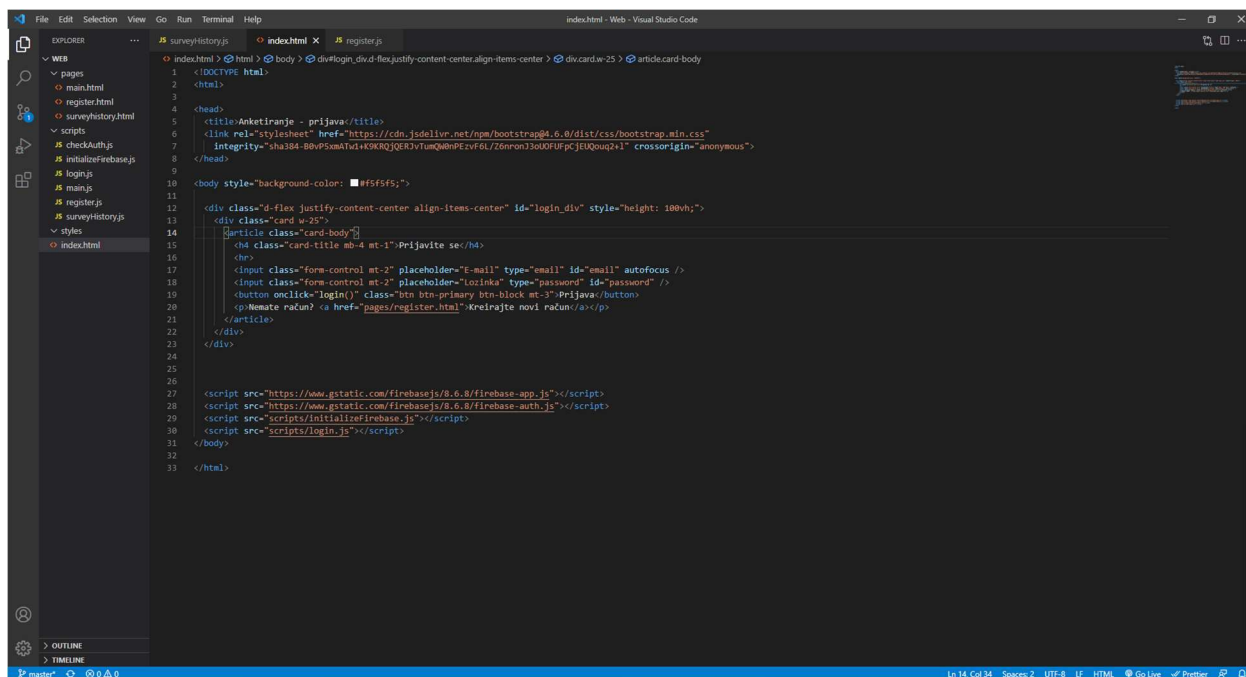 File Edit Selection View Go Run Terminal Help
index.html - Web - Visual Studio Code
EXPLORER
WEB
pages
main.html
register.html
surveyhistory.html
scripts
JS checkAuth.js
JS initializeFirebase.js
JS login.js
JS main.js
JS register.js
JS surveyHistory.js
styles
index.html
OUTLINE
TIMELINE
1
JS surveyHistory.js index.html JS register.js
index.html > html > body > div#login_div.d-flex.justify-content-center.align-items-center > div.card.w-25 > article.card-body
1 <!DOCTYPE html>
2 <html>
3
4 <head>
5 <title>Anketiranje - prijava</title>
6 <link rel="stylesheet" href="https://cdn.jsdelivr.net/npm/bootstrap@4.6.0/dist/css/bootstrap.min.css"
7 integrity="sha384-B0vP5xmATw1+K9KRQjQERJvTumQW0nPEzvF6L/Z6nronJ3oUOFUFpCjEUQouq2+l" crossorigin="anonymous">
8 </head>
9
10 <body style="background-color: #f5f5f5;">
11
12 <div class="d-flex justify-content-center align-items-center" id="login_div" style="height: 100vh;">
13 <div class="card w-25">
14 <article class="card-body">
15 <h4 class="card-title mb-4 mt-1">Prijavite se</h4>
16 <hr>
17 <input class="form-control mt-2" placeholder="E-mail" type="email" id="email" autofocus />
18 <input class="form-control mt-2" placeholder="Lozinka" type="password" id="password" />
19 <button onclick="login()" class="btn btn-primary btn-block mt-3">Prijava</button>
20 <p>Nemate račun? <a href="pages/register.html">Kreirajte novi račun</a></p>
21 </article>
22 </div>
23 </div>
24
25
26
27 <script src="https://www.gstatic.com/firebasejs/8.6.8/firebase-app.js"></script>
28 <script src="https://www.gstatic.com/firebasejs/8.6.8/firebase-auth.js"></script>
29 <script src="scripts/initializeFirebase.js"></script>
30 <script src="scripts/login.js"></script>
31 </body>
32
33 </html>
master* 0 0 Ln 14, Col 34 Spaces: 2 UTF-8 LF HTML Go Live Prettier